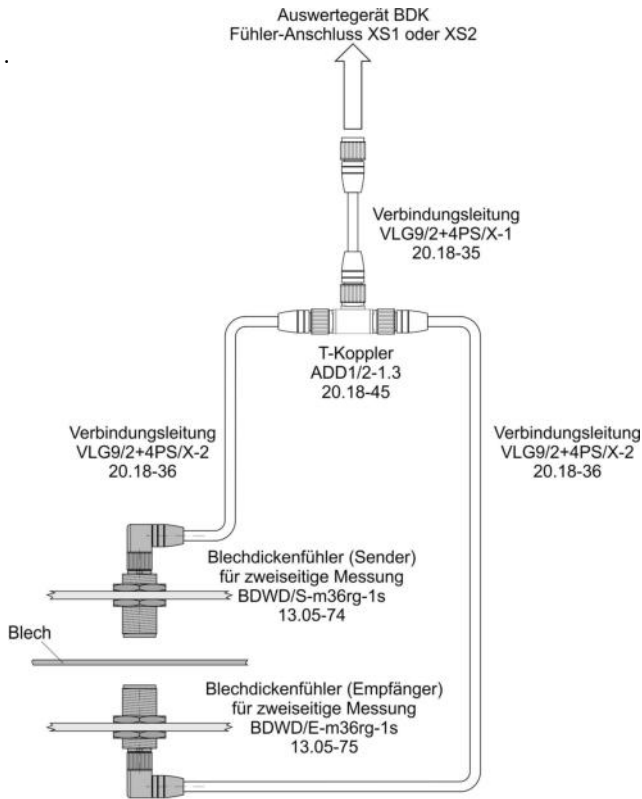 Auswertegerät BDK
Fühler-Anschluss XS1 oder XS2
.
Verbindungsleitung
VLG9/2+4PS/X-1
20.18-35
T-Koppler
ADD1/2-1.3
20.18-45
Verbindungsleitung
VLG9/2+4PS/X-2
20.18-36
Verbindungsleitung
VLG9/2+4PS/X-2
20.18-36
Blechdickenfühler (Sender)
für zweiseitige Messung
BDWD/S-m36rg-1s
13.05-74
Blech
Blechdickenfühler (Empfänger)
für zweiseitige Messung
BDWD/E-m36rg-1s
13.05-75